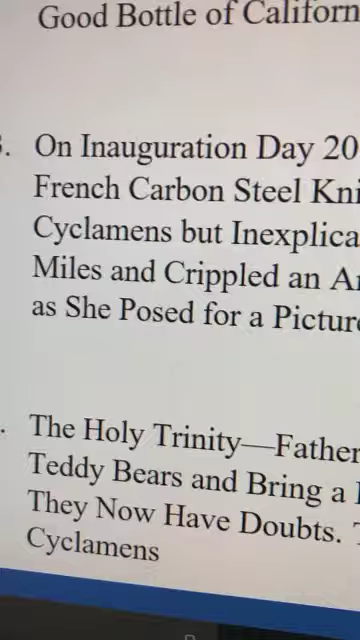 Good Bottle of Californ
. On Inauguration Day 20
French Carbon Steel Kni
Cyclamens but Inexplica
Miles and Crippled an A
as She Posed for a Picture
. The Holy Trinity—Father
Teddy Bears and Bring a
They Now Have Doubts.
Cyclamens